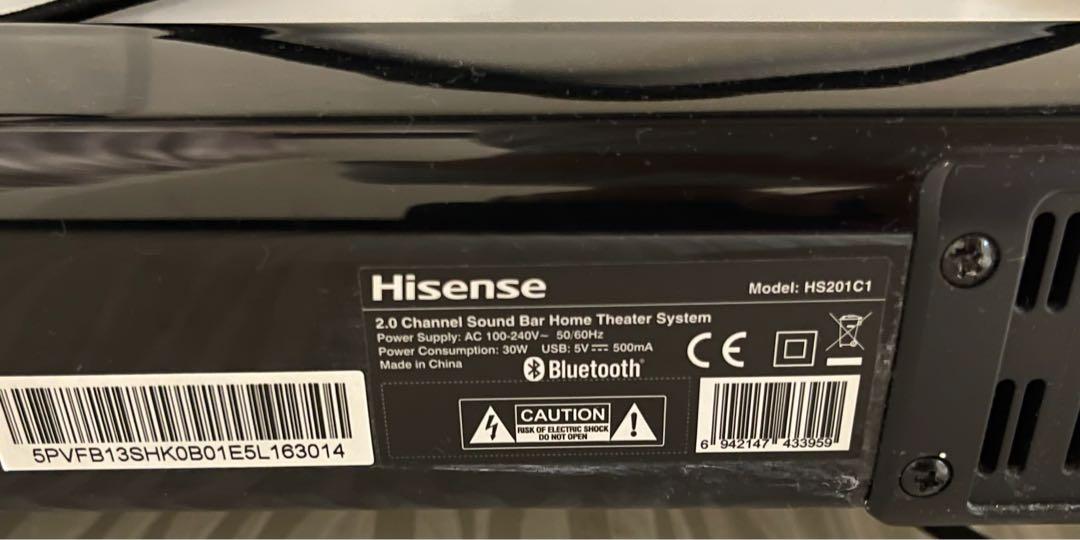 Hisense
Model: HS201C1
2.0 Channel Sound Bar Home Theater System
Power Supply: AC 100-240V~ 50/60Hz
Power Consumption: 30W USB: 5V⎓ 500mA
Made in China
Bluetooth
CE
CAUTION
RISK OF ELECTRIC SHOCK
DO NOT OPEN
6 942147 433959
5PVFB13SHK0B01E5L163014